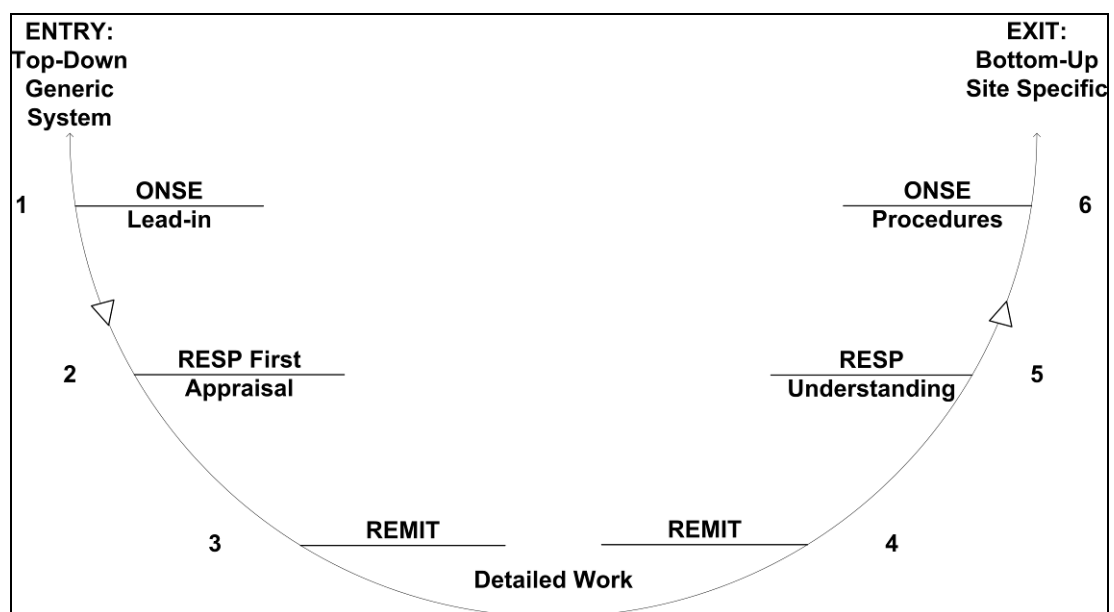 ENTRY:
Top-Down
Generic
System
EXIT:
Bottom-Up
Site Specific
1
ONSE
Lead-in
ONSE
Procedures
6
2
RESP First
Appraisal
RESP
Understanding
5
3
REMIT
REMIT
4
Detailed Work